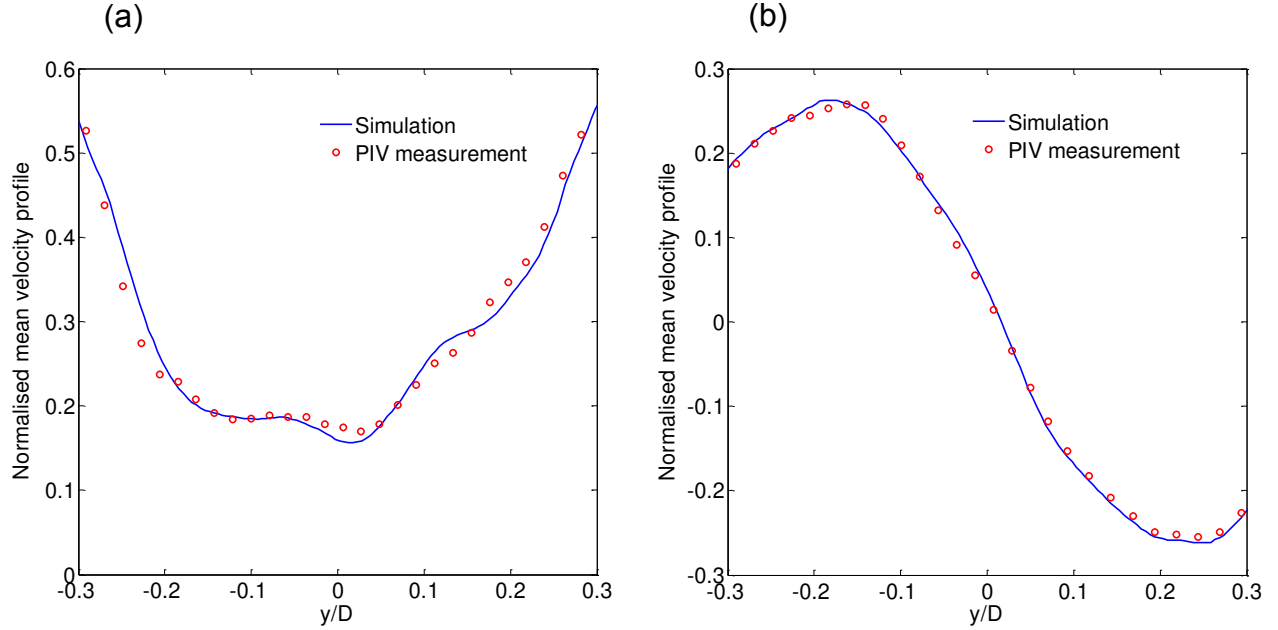 (a)
Normalised mean velocity profile
0.6
0.5
0.4
0.3
0.2
0.1
0
-0.3
-0.2
-0.1
0
0.1
0.2
0.3
y/D
Simulation
PIV measurement
(b)
Normalised mean velocity profile
0.3
0.2
0.1
0
-0.1
-0.2
-0.3
-0.3
-0.2
-0.1
0
0.1
0.2
0.3
y/D
Simulation
PIV measurement